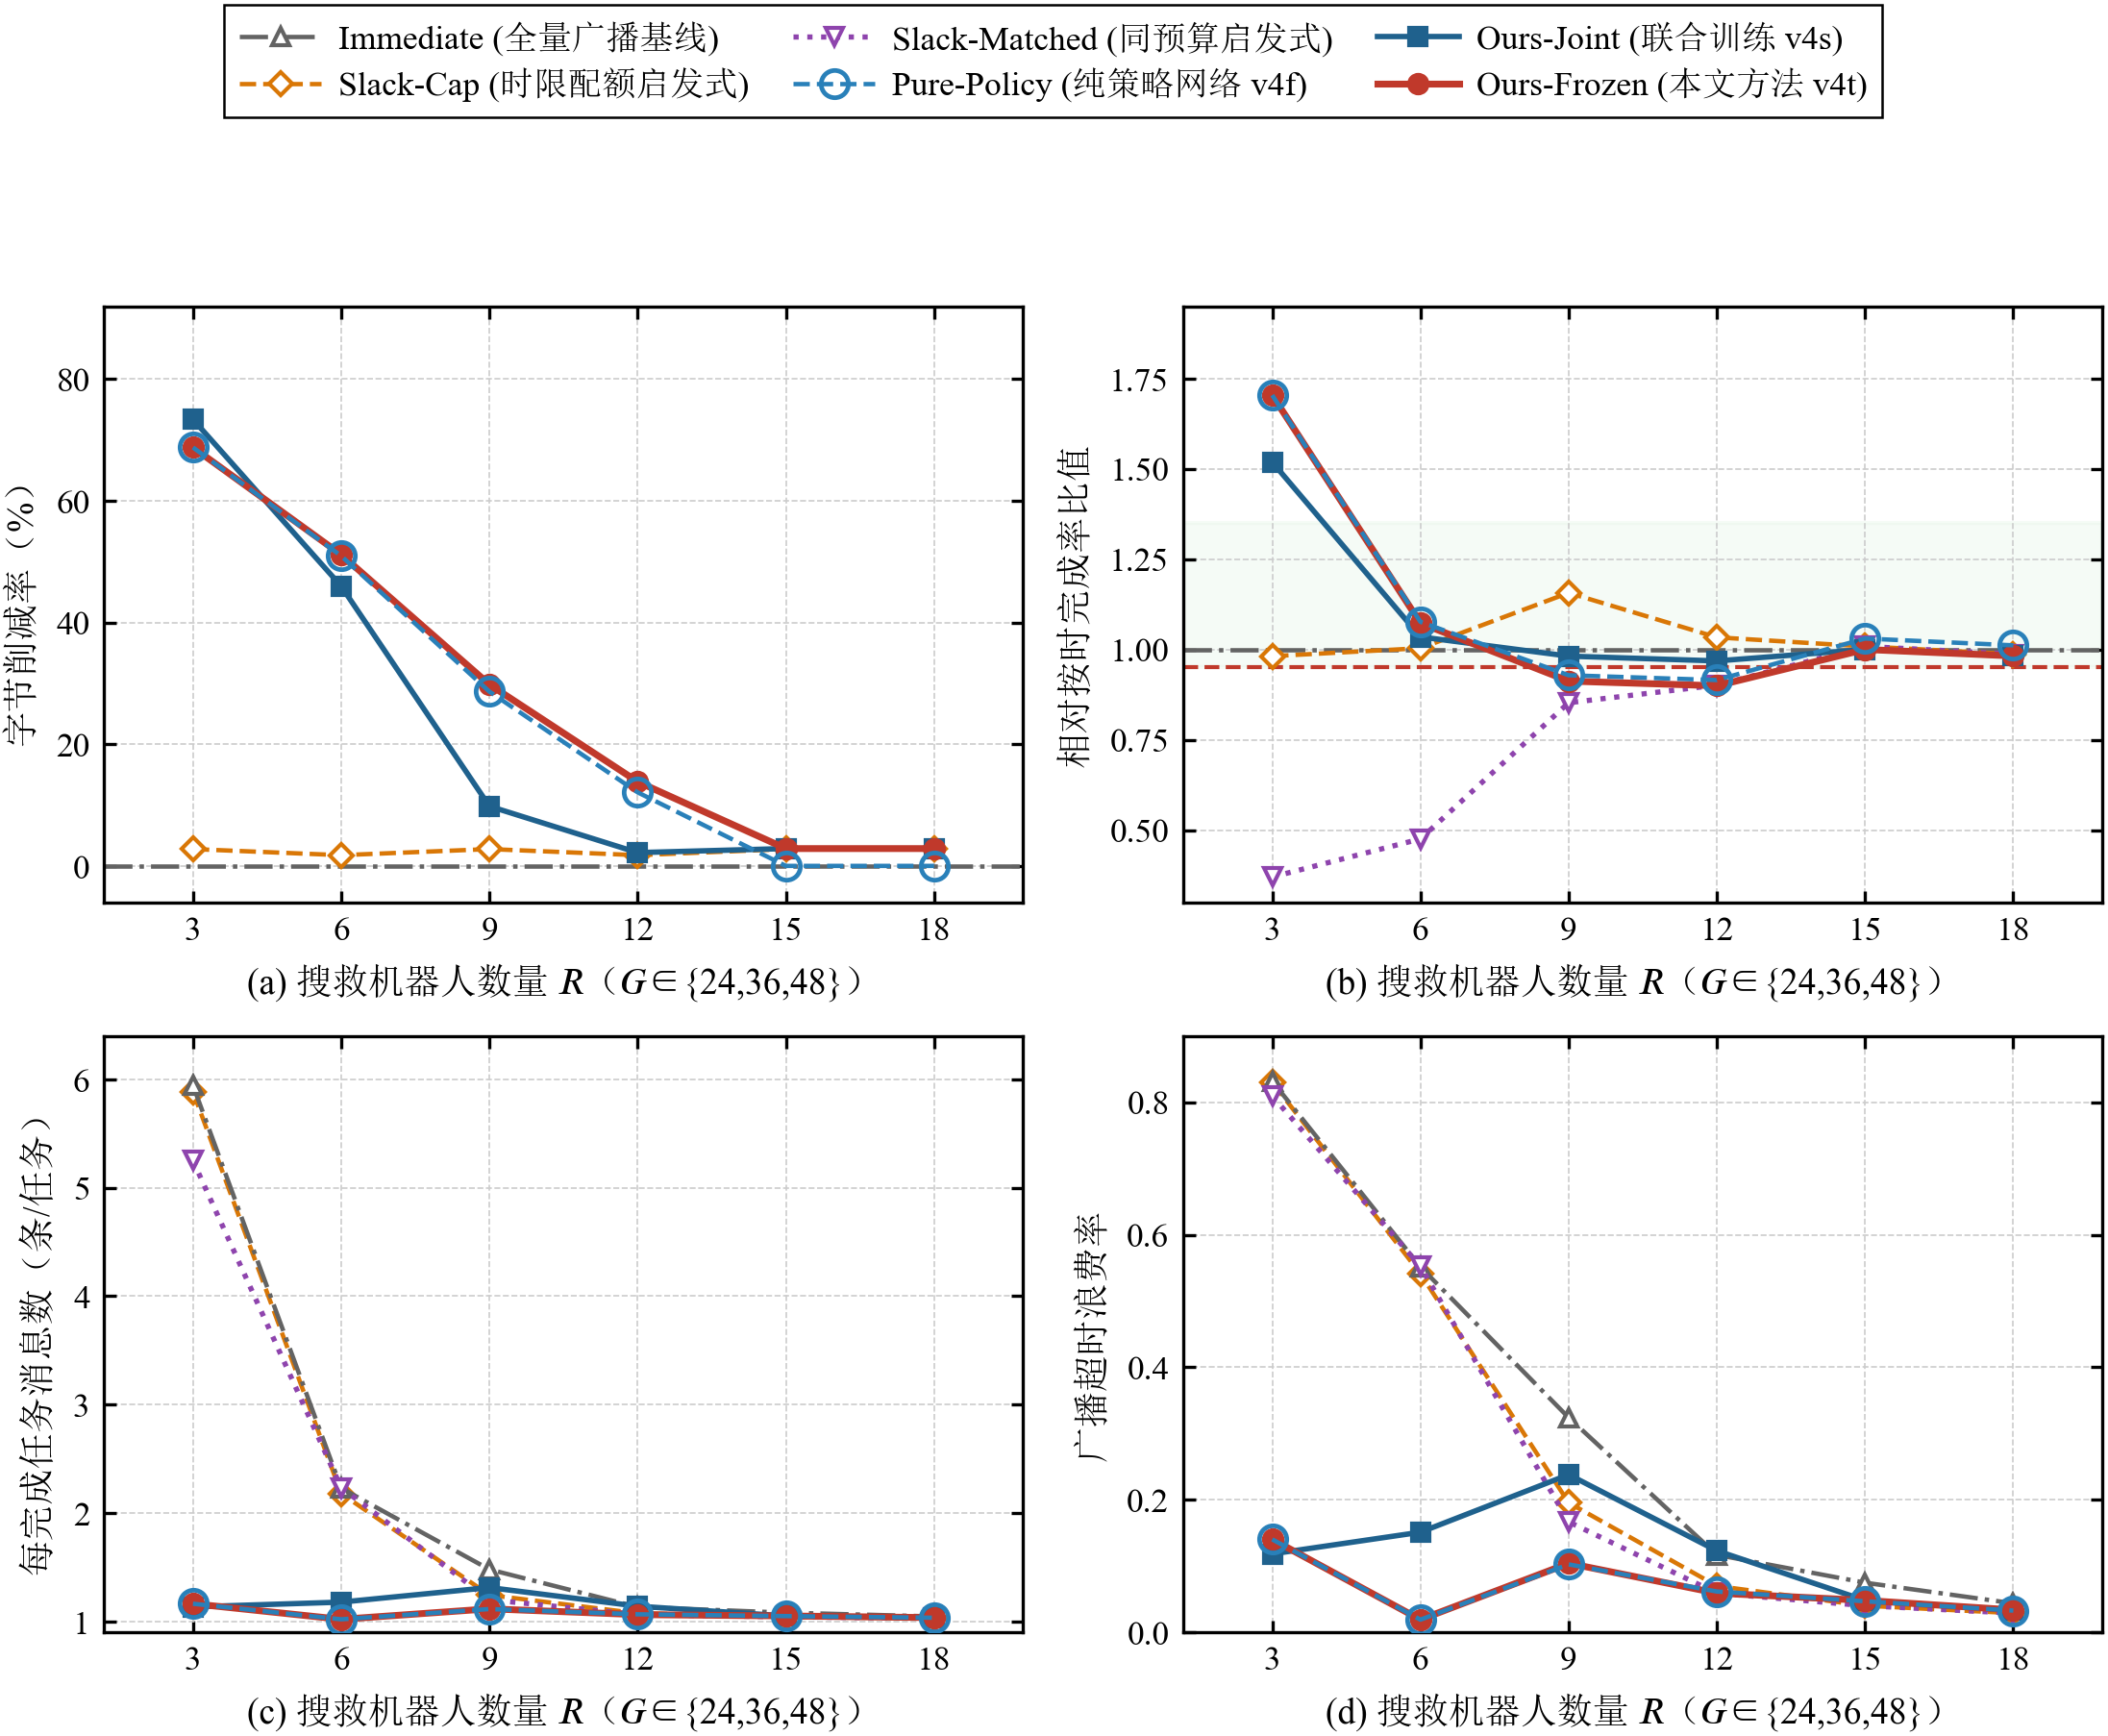 Immediate (全量广播基线)
Slack-Matched (同预算启发式)
Ours-Joint (联合训练 v4s)
Slack-Cap (时限配额启发式)
Pure-Policy (纯策略网络 v4f)
Ours-Frozen (本文方法 v4t)
字节削减率（%）
80
60
40
20
0
3 6 9 12 15 18
(a) 搜救机器人数量 R（G∈{24,36,48}）
相对按时完成率比值
1.75
1.50
1.25
1.00
0.75
0.50
3 6 9 12 15 18
(b) 搜救机器人数量 R（G∈{24,36,48}）
每完成任务消息数（条/任务）
6
5
4
3
2
1
3 6 9 12 15 18
(c) 搜救机器人数量 R（G∈{24,36,48}）
广播超时浪费率
0.8
0.6
0.4
0.2
0.0
3 6 9 12 15 18
(d) 搜救机器人数量 R（G∈{24,36,48}）